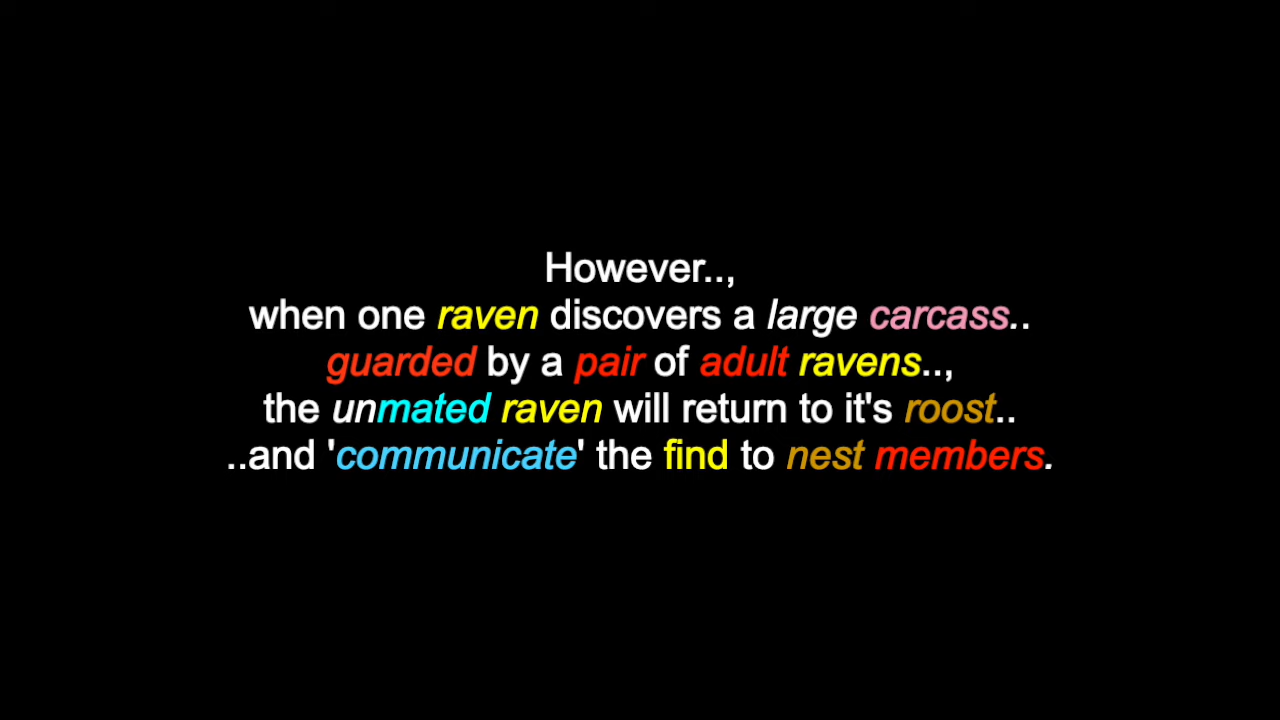 However..,
when one raven discovers a large carcass..
guarded by a pair of adult ravens..,
the unmated raven will return to it's roost..
..and 'communicate' the find to nest members.